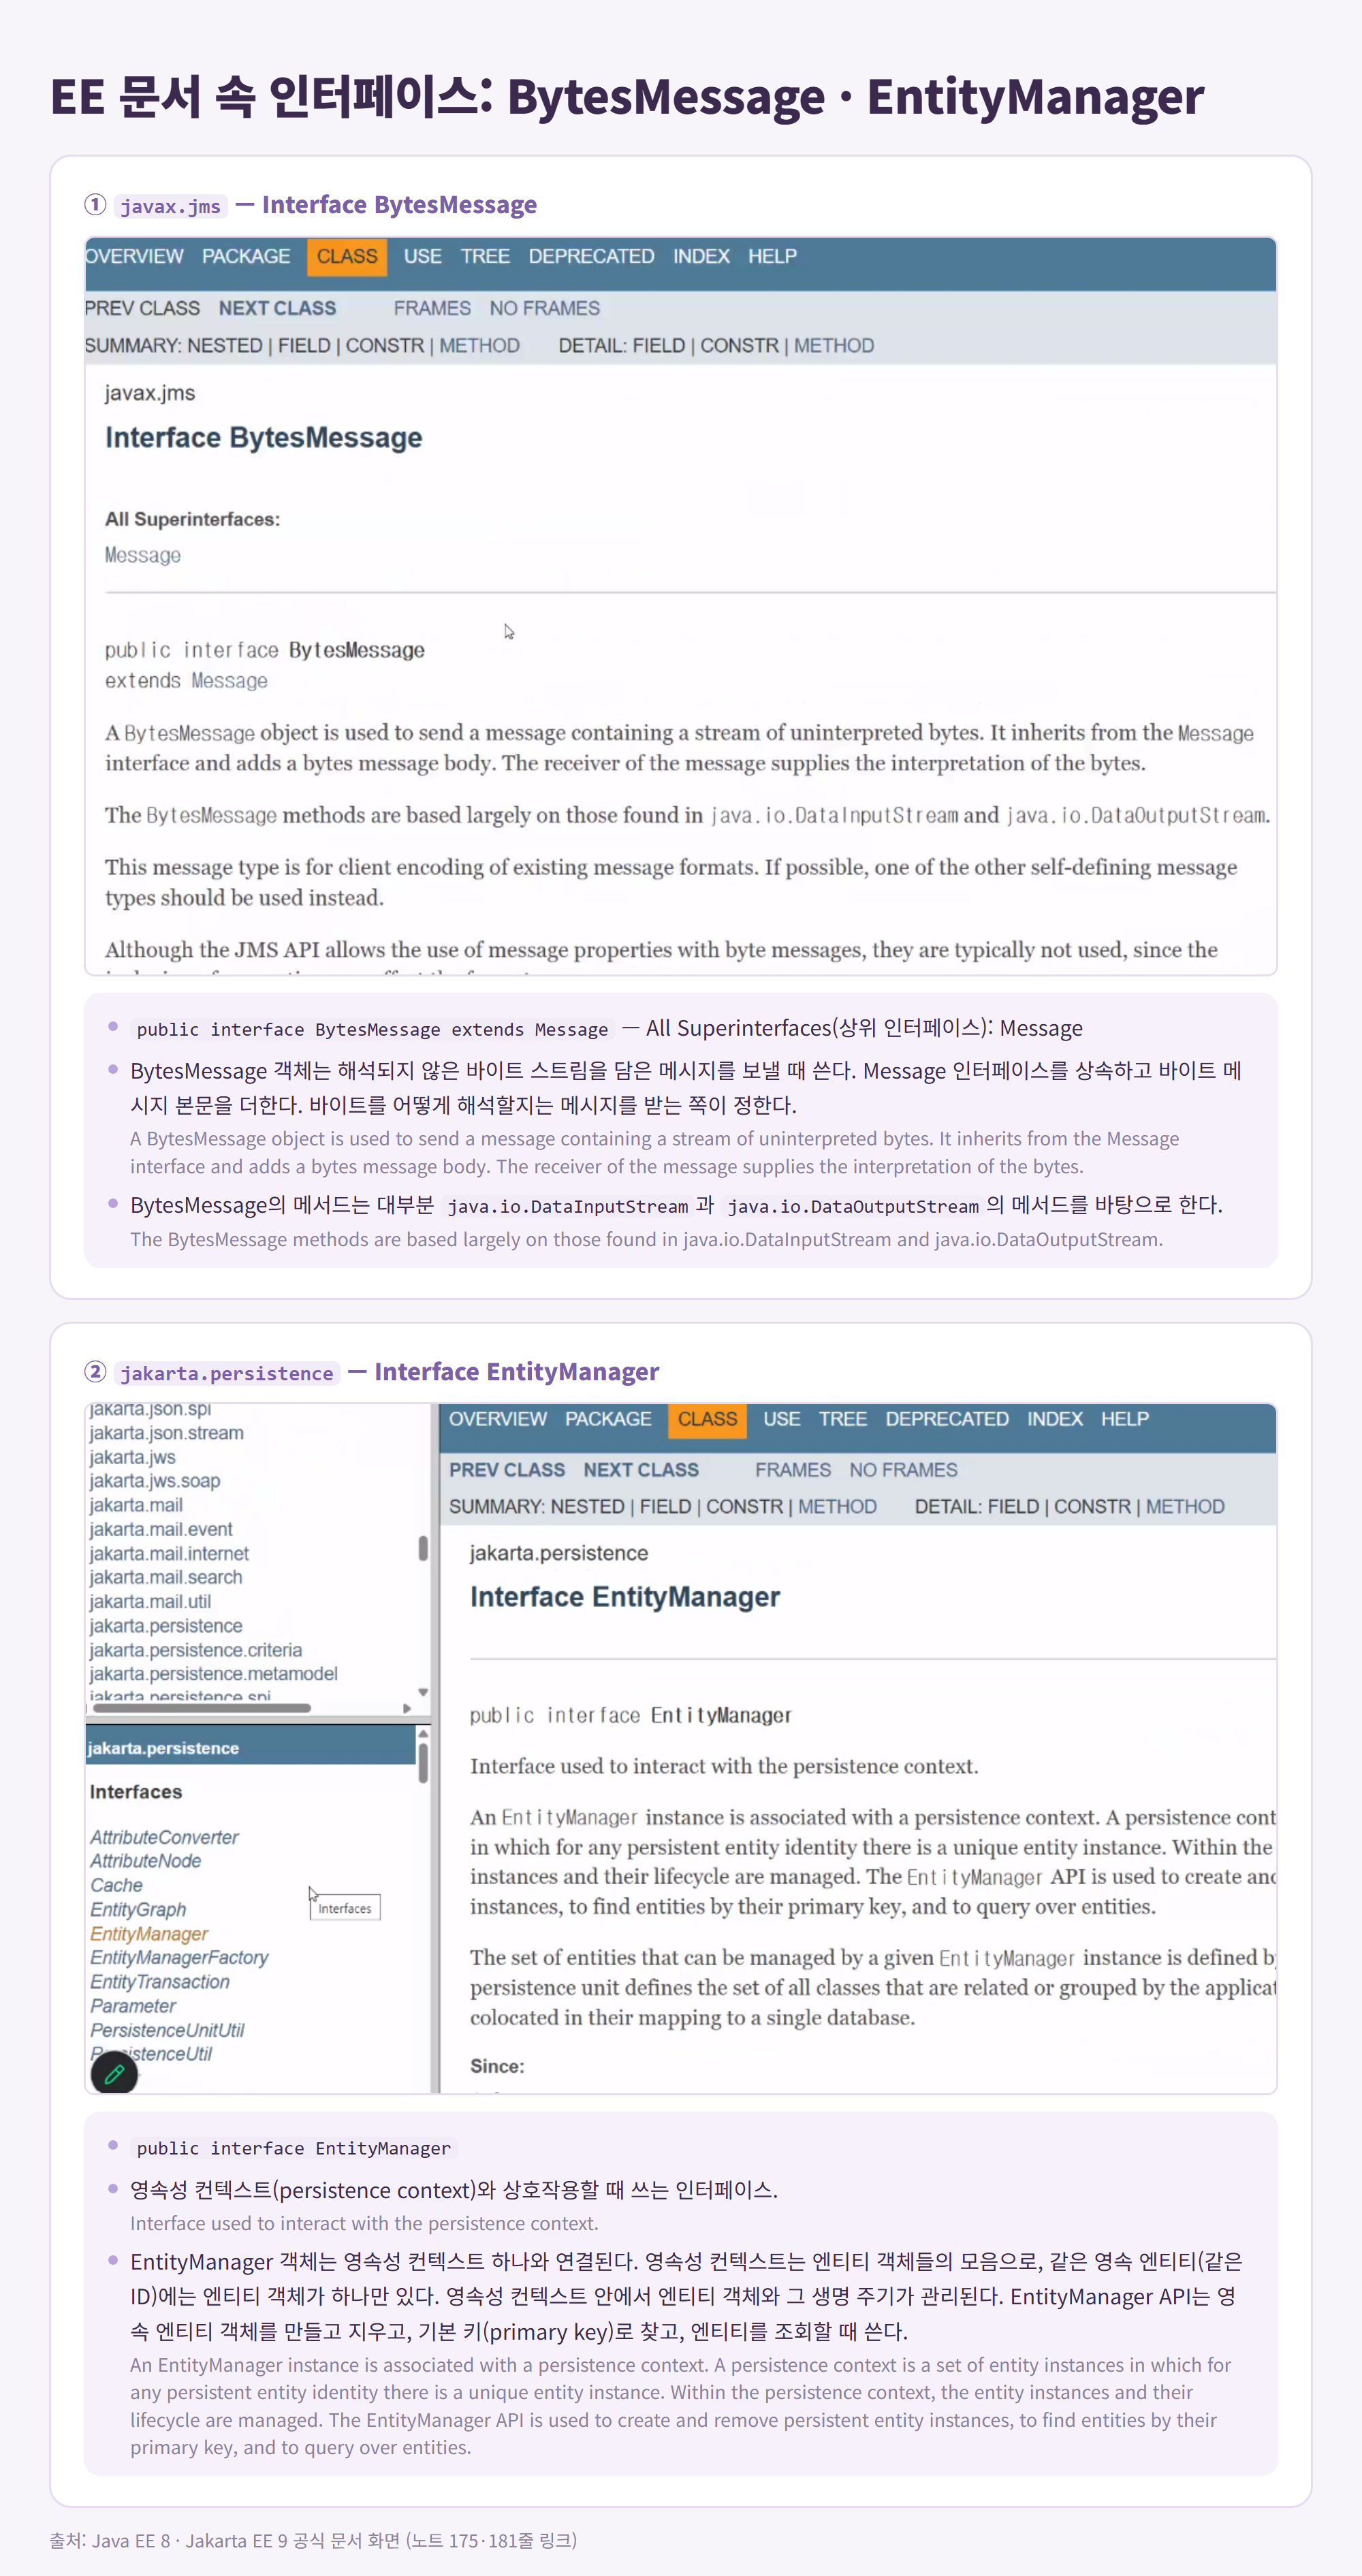 EE 문서 속 인터페이스: BytesMessage · EntityManager
① javax.jms — Interface BytesMessage
OVERVIEW PACKAGE CLASS USE TREE DEPRECATED INDEX HELP
PREV CLASS NEXT CLASS FRAMES NO FRAMES
SUMMARY: NESTED | FIELD | CONSTR | METHOD DETAIL: FIELD | CONSTR | METHOD
javax.jms
Interface BytesMessage
All Superinterfaces:
Message
public interface BytesMessage
extends Message
A BytesMessage object is used to send a message containing a stream of uninterpreted bytes. It inherits from the Message
interface and adds a bytes message body. The receiver of the message supplies the interpretation of the bytes.
The BytesMessage methods are based largely on those found in java.io.DataInputStream and java.io.DataOutputStream.
This message type is for client encoding of existing message formats. If possible, one of the other self-defining message
types should be used instead.
Although the JMS API allows the use of message properties with byte messages, they are typically not used, since the
public interface BytesMessage extends Message — All Superinterfaces(상위 인터페이스): Message
BytesMessage 객체는 해석되지 않은 바이트 스트림을 담은 메시지를 보낼 때 쓴다. Message 인터페이스를 상속하고 바이트 메
시지 본문을 더한다. 바이트를 어떻게 해석할지는 메시지를 받는 쪽이 정한다.
A BytesMessage object is used to send a message containing a stream of uninterpreted bytes. It inherits from the Message
interface and adds a bytes message body. The receiver of the message supplies the interpretation of the bytes.
BytesMessage의 메서드는 대부분 java.io.DataInputStream 과 java.io.DataOutputStream 의 메서드를 바탕으로 한다.
The BytesMessage methods are based largely on those found in java.io.DataInputStream and java.io.DataOutputStream.
② jakarta.persistence — Interface EntityManager
jakarta.json.spi
jakarta.json.stream
jakarta.jws
jakarta.jws.soap
jakarta.mail
jakarta.mail.event
jakarta.mail.internet
jakarta.mail.search
jakarta.mail.util
jakarta.persistence
jakarta.persistence.criteria
jakarta.persistence.metamodel
jakarta.persistence.spi
jakarta.persistence
Interfaces
AttributeConverter
AttributeNode
Cache
EntityGraph
EntityManager
EntityManagerFactory
EntityTransaction
Parameter
PersistenceUnitUtil
PersistenceUtil
Interfaces
OVERVIEW PACKAGE CLASS USE TREE DEPRECATED INDEX HELP
PREV CLASS NEXT CLASS FRAMES NO FRAMES
SUMMARY: NESTED | FIELD | CONSTR | METHOD DETAIL: FIELD | CONSTR | METHOD
jakarta.persistence
Interface EntityManager
public interface EntityManager
Interface used to interact with the persistence context.
An EntityManager instance is associated with a persistence context. A persistence cont
in which for any persistent entity identity there is a unique entity instance. Within the
instances and their lifecycle are managed. The EntityManager API is used to create and
instances, to find entities by their primary key, and to query over entities.
The set of entities that can be managed by a given EntityManager instance is defined by
persistence unit defines the set of all classes that are related or grouped by the applicat
colocated in their mapping to a single database.
Since:
public interface EntityManager
영속성 컨텍스트(persistence context)와 상호작용할 때 쓰는 인터페이스.
Interface used to interact with the persistence context.
EntityManager 객체는 영속성 컨텍스트 하나와 연결된다. 영속성 컨텍스트는 엔티티 객체들의 모음으로, 같은 영속 엔티티(같은
ID)에는 엔티티 객체가 하나만 있다. 영속성 컨텍스트 안에서 엔티티 객체와 그 생명 주기가 관리된다. EntityManager API는 영
속 엔티티 객체를 만들고 지우고, 기본 키(primary key)로 찾고, 엔티티를 조회할 때 쓴다.
An EntityManager instance is associated with a persistence context. A persistence context is a set of entity instances in which for
any persistent entity identity there is a unique entity instance. Within the persistence context, the entity instances and their
lifecycle are managed. The EntityManager API is used to create and remove persistent entity instances, to find entities by their
primary key, and to query over entities.
출처: Java EE 8 · Jakarta EE 9 공식 문서 화면 (노트 175·181줄 링크)